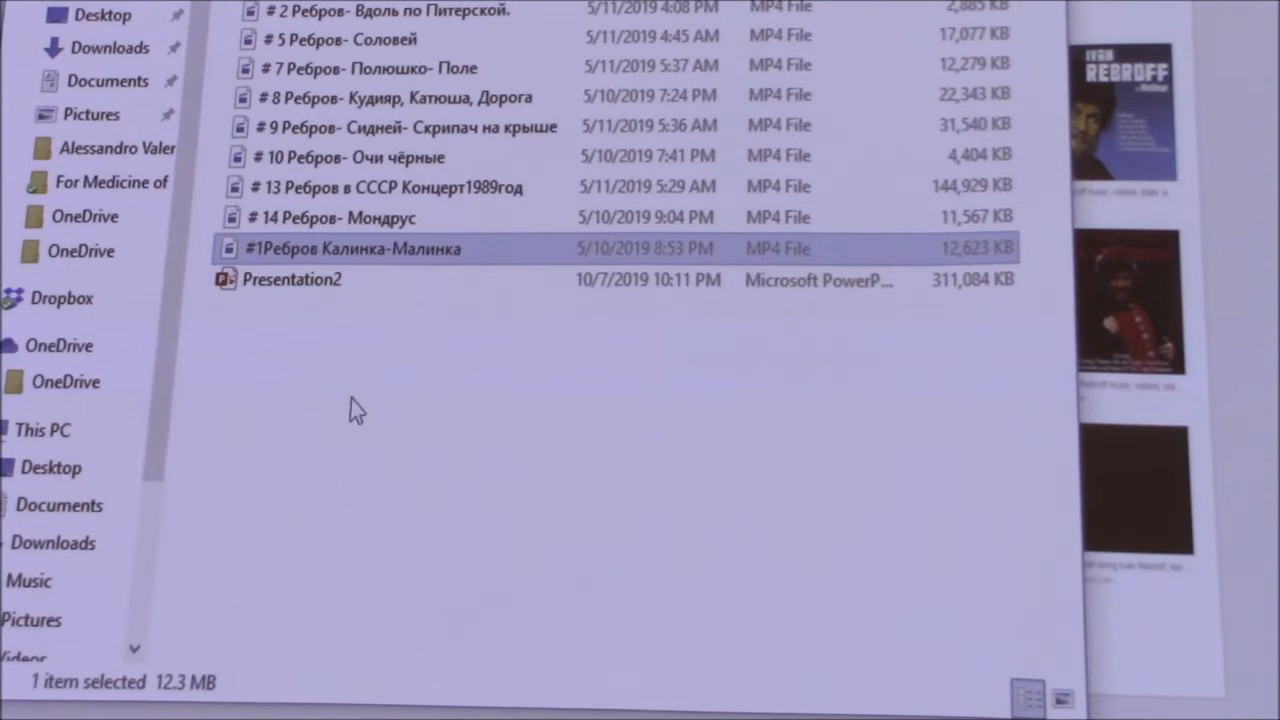 Desktop
Downloads
Documents
Pictures
Alessandro Valer
For Medicine of
OneDrive
OneDrive
Dropbox
OneDrive
OneDrive
This PC
Desktop
Documents
Downloads
Music
Pictures
Videos
# 2 Ребров- Вдоль по Питерской. 5/11/2019 4:08 PM MP4 File 2,885 KB
# 5 Ребров- Соловей 5/11/2019 4:45 AM MP4 File 17,077 KB
# 7 Ребров- Полюшко- Поле 5/11/2019 5:37 AM MP4 File 12,279 KB
# 8 Ребров- Кудияр, Катюша, Дорога 5/10/2019 7:24 PM MP4 File 22,343 KB
# 9 Ребров- Сидней- Скрипач на крыше 5/11/2019 5:36 AM MP4 File 31,540 KB
# 10 Ребров- Очи чёрные 5/10/2019 7:41 PM MP4 File 4,404 KB
# 13 Ребров в СССР Концерт1989год 5/11/2019 5:29 AM MP4 File 144,929 KB
# 14 Ребров- Мондрус 5/10/2019 9:04 PM MP4 File 11,567 KB
#1Ребров Калинка-Малинка 5/10/2019 8:53 PM MP4 File 12,623 KB
Presentation2 10/7/2019 10:11 PM Microsoft PowerP... 311,084 KB
IVAN
REBROFF
1 item selected 12.3 MB